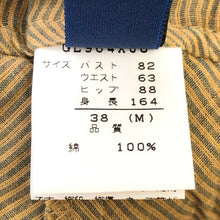 サイズ バスト 82
ウエスト 63
ヒップ 88
身長 164
38 (M)
品質
綿 100%